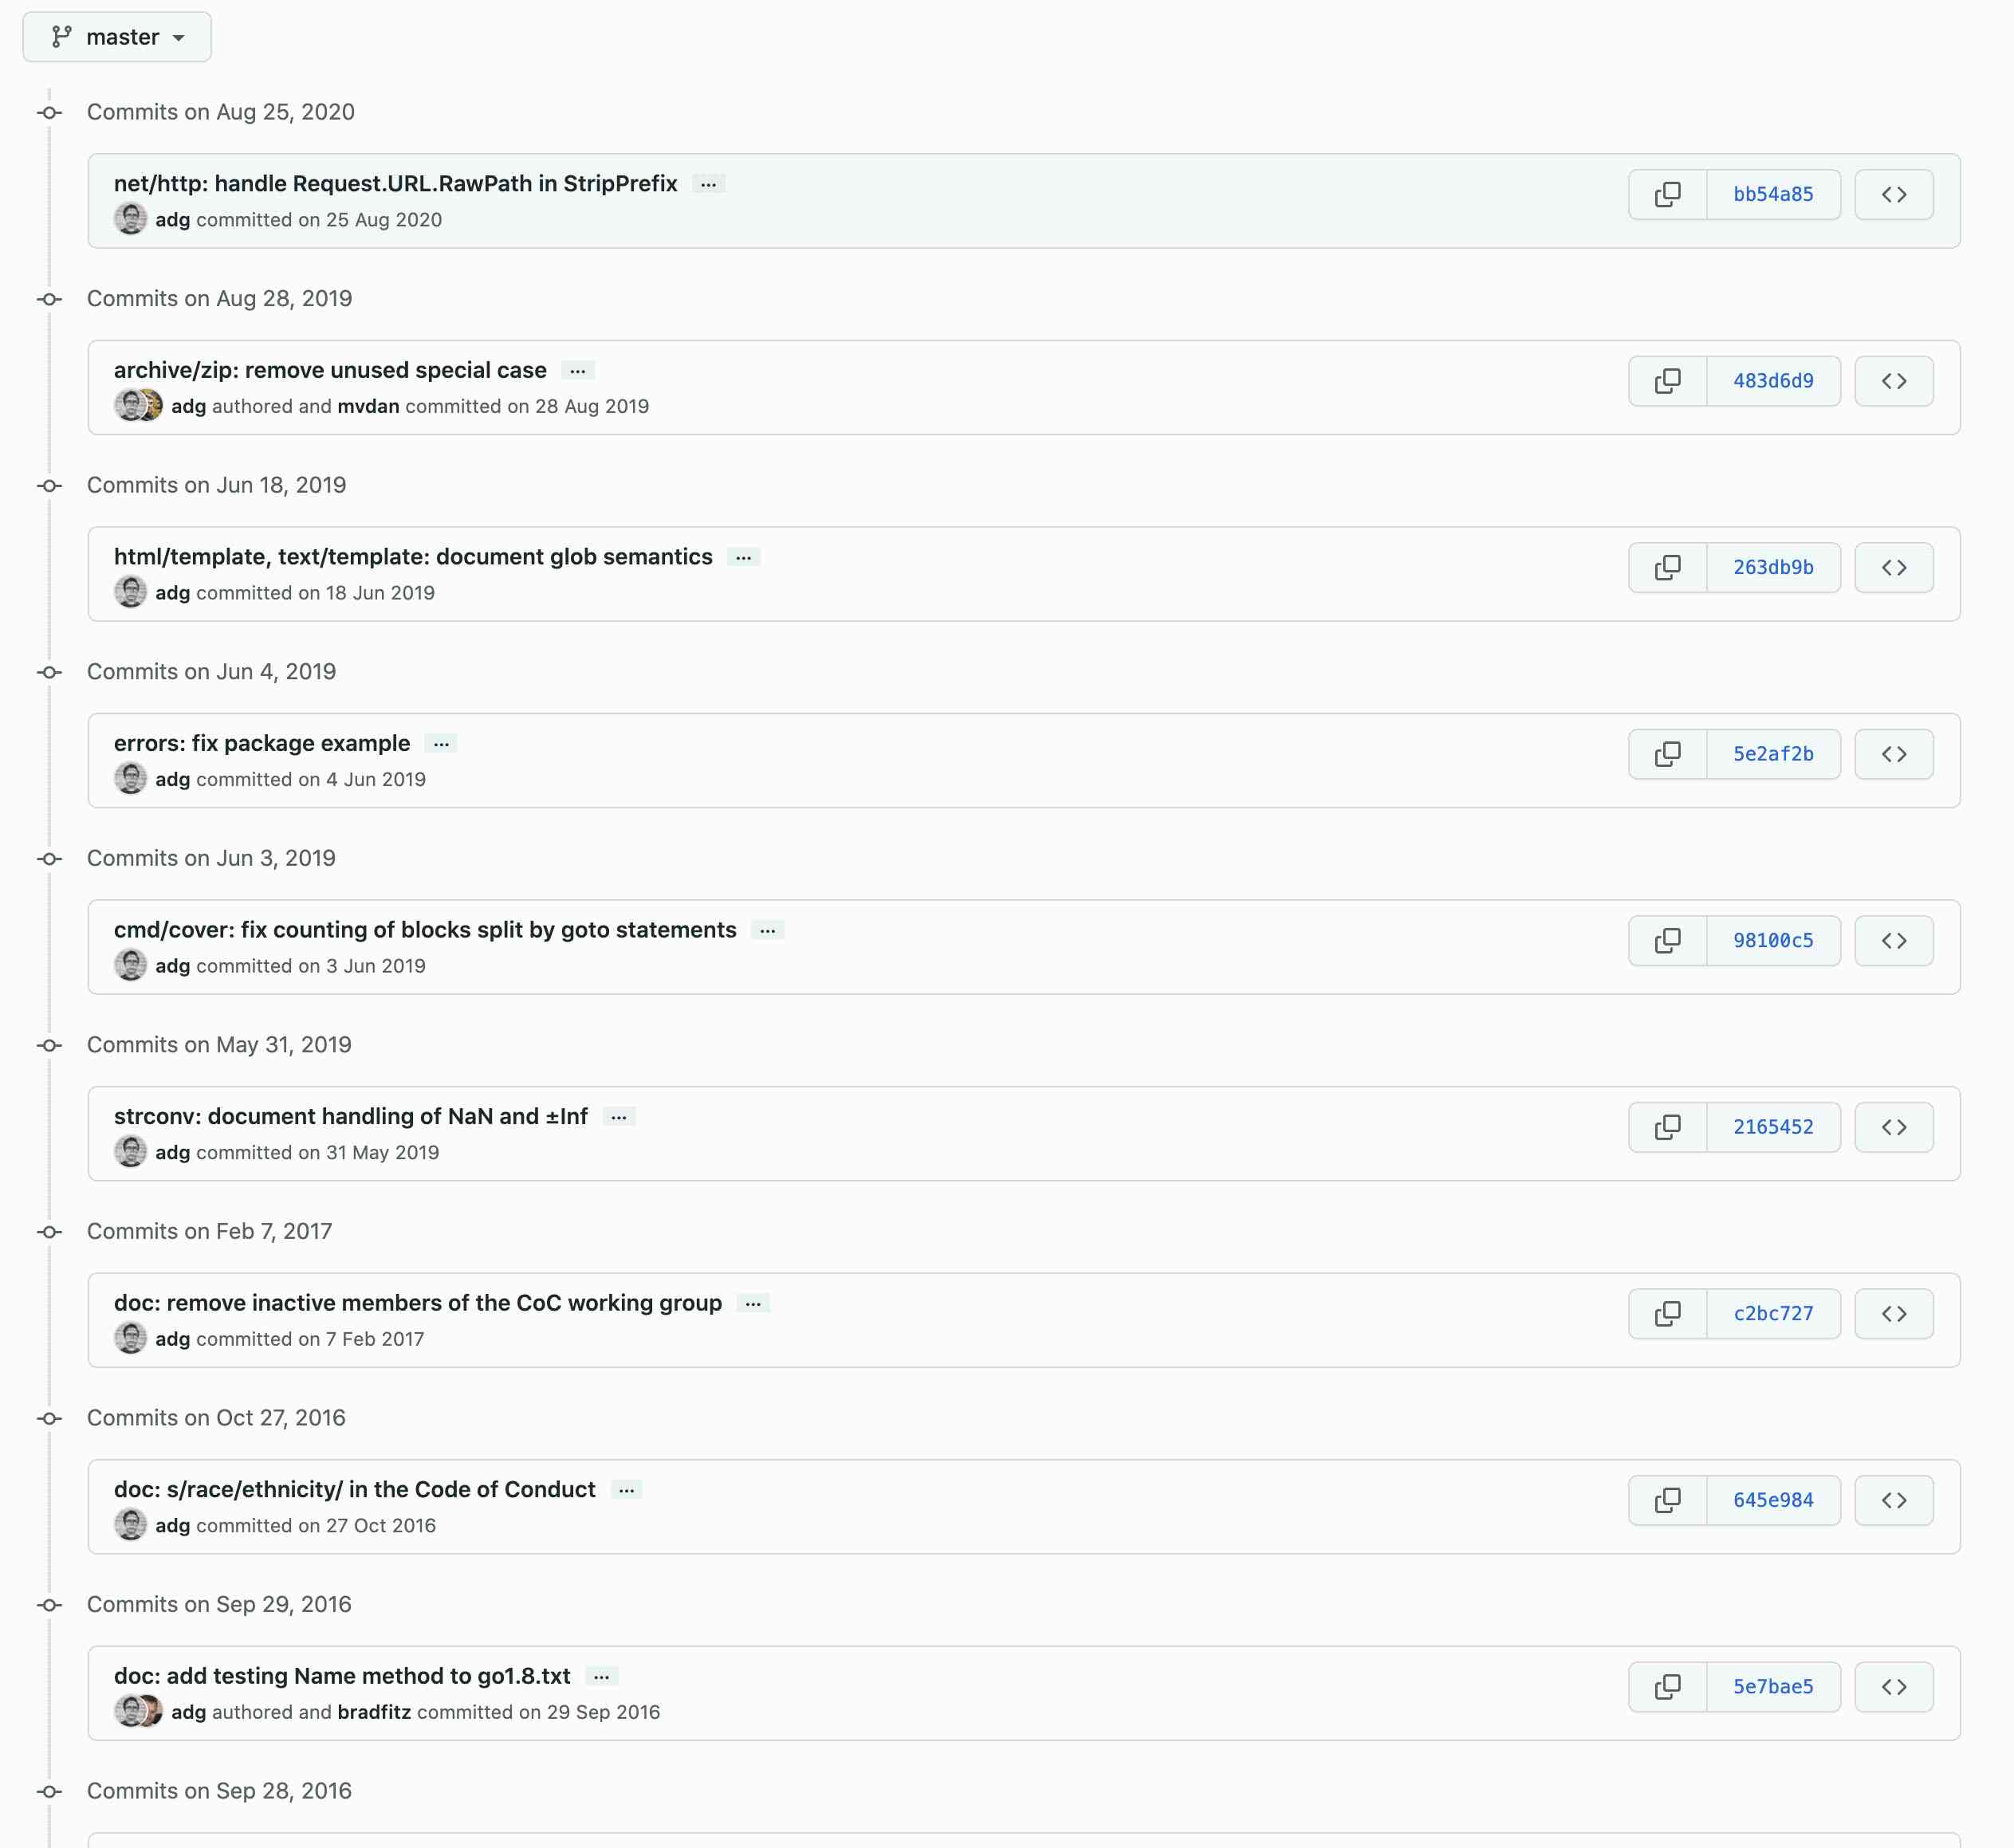 master
Commits on Aug 25, 2020
net/http: handle Request.URL.RawPath in StripPrefix ...
bb54a85
adg committed on 25 Aug 2020
Commits on Aug 28, 2019
archive/zip: remove unused special case ...
483d6d9
adg authored and mvdan committed on 28 Aug 2019
Commits on Jun 18, 2019
html/template, text/template: document glob semantics ...
263db9b
adg committed on 18 Jun 2019
Commits on Jun 4, 2019
errors: fix package example ...
5e2af2b
adg committed on 4 Jun 2019
Commits on Jun 3, 2019
cmd/cover: fix counting of blocks split by goto statements ...
98100c5
adg committed on 3 Jun 2019
Commits on May 31, 2019
strconv: document handling of NaN and ±Inf ...
2165452
adg committed on 31 May 2019
Commits on Feb 7, 2017
doc: remove inactive members of the CoC working group ...
c2bc727
adg committed on 7 Feb 2017
Commits on Oct 27, 2016
doc: s/race/ethnicity/ in the Code of Conduct ...
645e984
adg committed on 27 Oct 2016
Commits on Sep 29, 2016
doc: add testing Name method to go1.8.txt ...
5e7bae5
adg authored and bradfitz committed on 29 Sep 2016
Commits on Sep 28, 2016